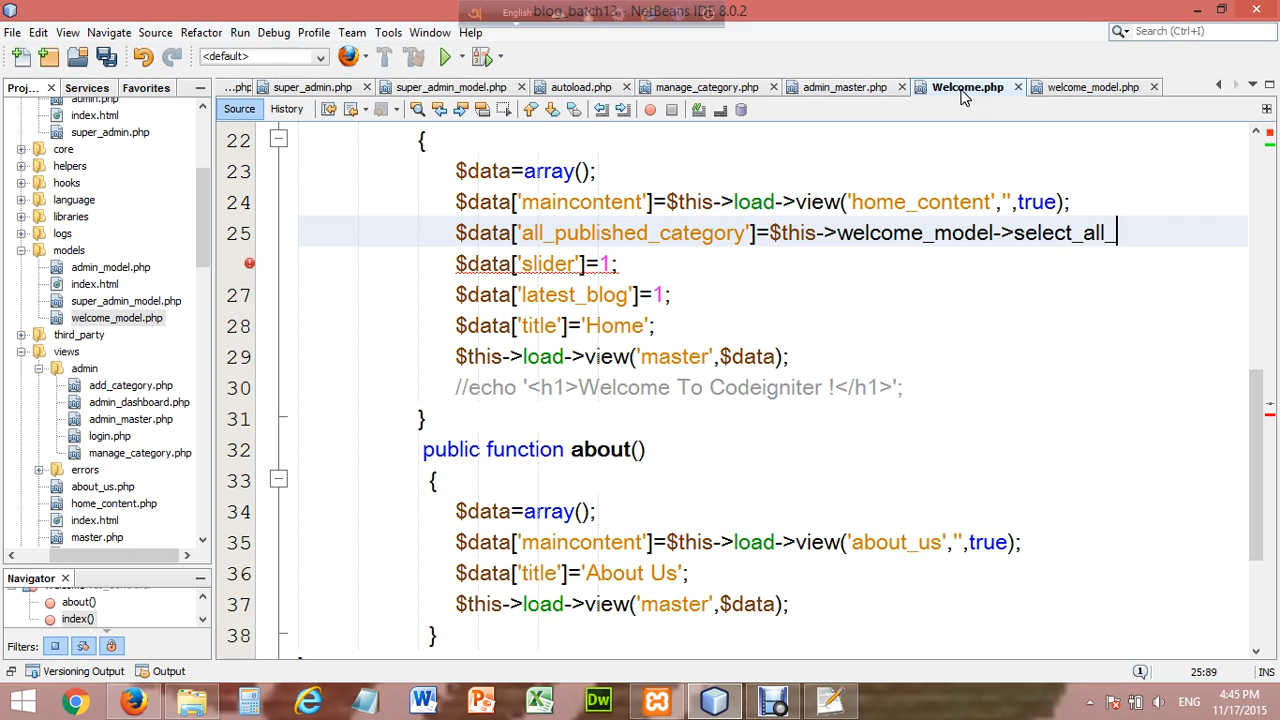 English
blog_batch13 - NetBeans IDE 8.0.2
File Edit View Navigate Source Refactor Run Debug Profile Team Tools Window Help
Search (Ctrl+I)
<default>
Proj... Services Favorites
...php super_admin.php super_admin_model.php autoload.php manage_category.php admin_master.php Welcome.php welcome_model.php
Source History
admin.php
index.html
super_admin.php
core
helpers
hooks
language
libraries
logs
models
admin_model.php
index.html
super_admin_model.php
welcome_model.php
third_party
views
admin
add_category.php
admin_dashboard.php
admin_master.php
login.php
manage_category.php
errors
about_us.php
home_content.php
index.html
master.php
22 {
23 $data=array();
24 $data['maincontent']=$this->load->view('home_content','',true);
25 $data['all_published_category']=$this->welcome_model->select_all_
$data['slider']=1;
27 $data['latest_blog']=1;
28 $data['title']='Home';
29 $this->load->view('master',$data);
30 //echo '<h1>Welcome To Codeigniter !</h1>';
31 }
32 public function about()
33 {
34 $data=array();
35 $data['maincontent']=$this->load->view('about_us','',true);
36 $data['title']='About Us';
37 $this->load->view('master',$data);
38 }
Navigator
about()
index()
Filters:
Versioning Output Output
25:89 INS
ENG
4:45 PM
11/17/2015